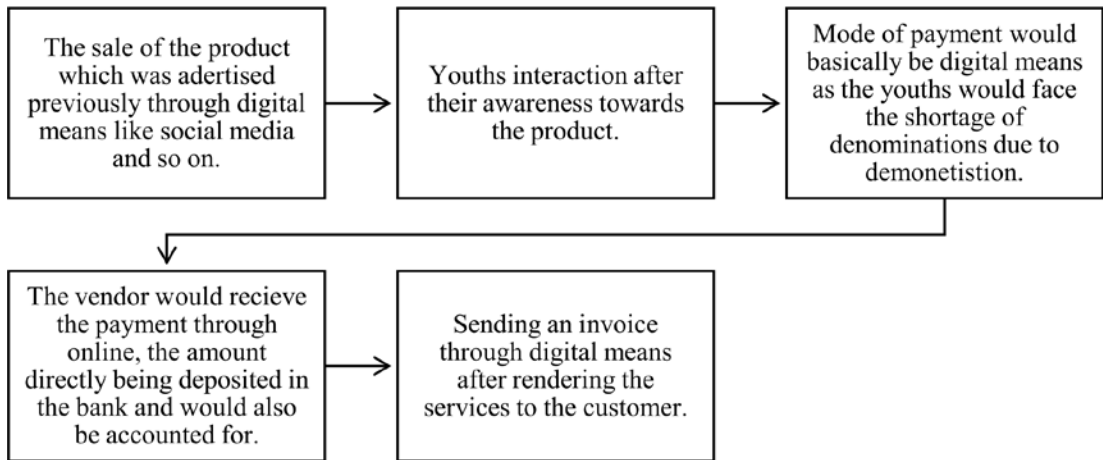 The sale of the product
which was adertised
previously through digital
means like social media
and so on.
Youths interaction after
their awareness towards
the product.
Mode of payment would
basically be digital means
as the youths would face
the shortage of
denominations due to
demonetistion.
The vendor would recieve
the payment through
online, the amount
directly being deposited in
the bank and would also
be accounted for.
Sending an invoice
through digital means
after rendering the
services to the customer.